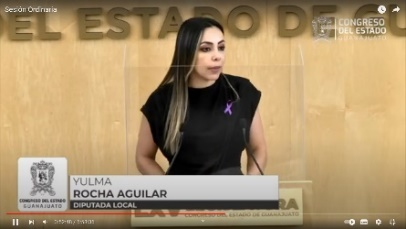 Sesión Ordinaria
ESTADO DE GU
CONGRESO
DEL ESTADO
GUANAJUATO
YULMA
ROCHA AGUILAR
DIPUTADA LOCAL
CONGRESO DEL ESTADO
GUANAJUATO
CONGRESO DEL ESTADO DE GUANAJUATO